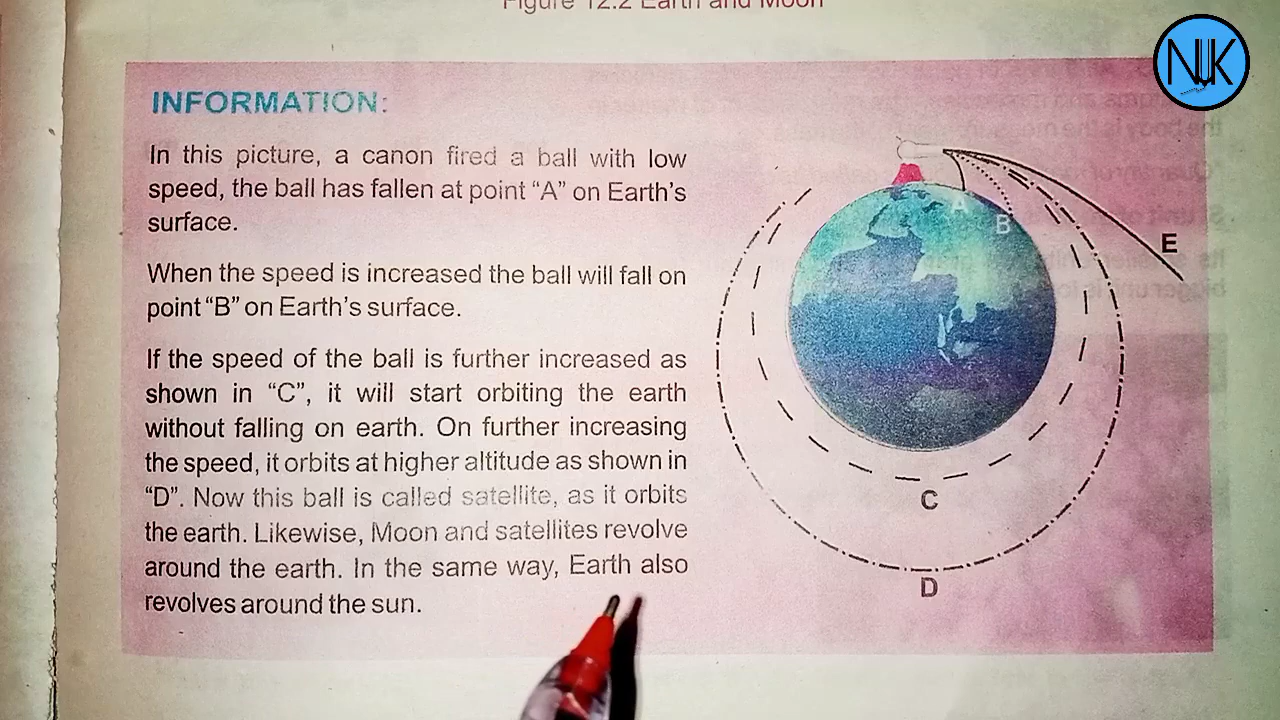 Figure 12.2 Earth and Moon
NK
INFORMATION:
In this picture, a canon fired a ball with low
speed, the ball has fallen at point “A” on Earth’s
surface.
When the speed is increased the ball will fall on
point “B” on Earth’s surface.
If the speed of the ball is further increased as
shown in “C”, it will start orbiting the earth
without falling on earth. On further increasing
the speed, it orbits at higher altitude as shown in
“D”. Now this ball is called satellite, as it orbits
the earth. Likewise, Moon and satellites revolve
around the earth. In the same way, Earth also
revolves around the sun.
A
B
E
C
D